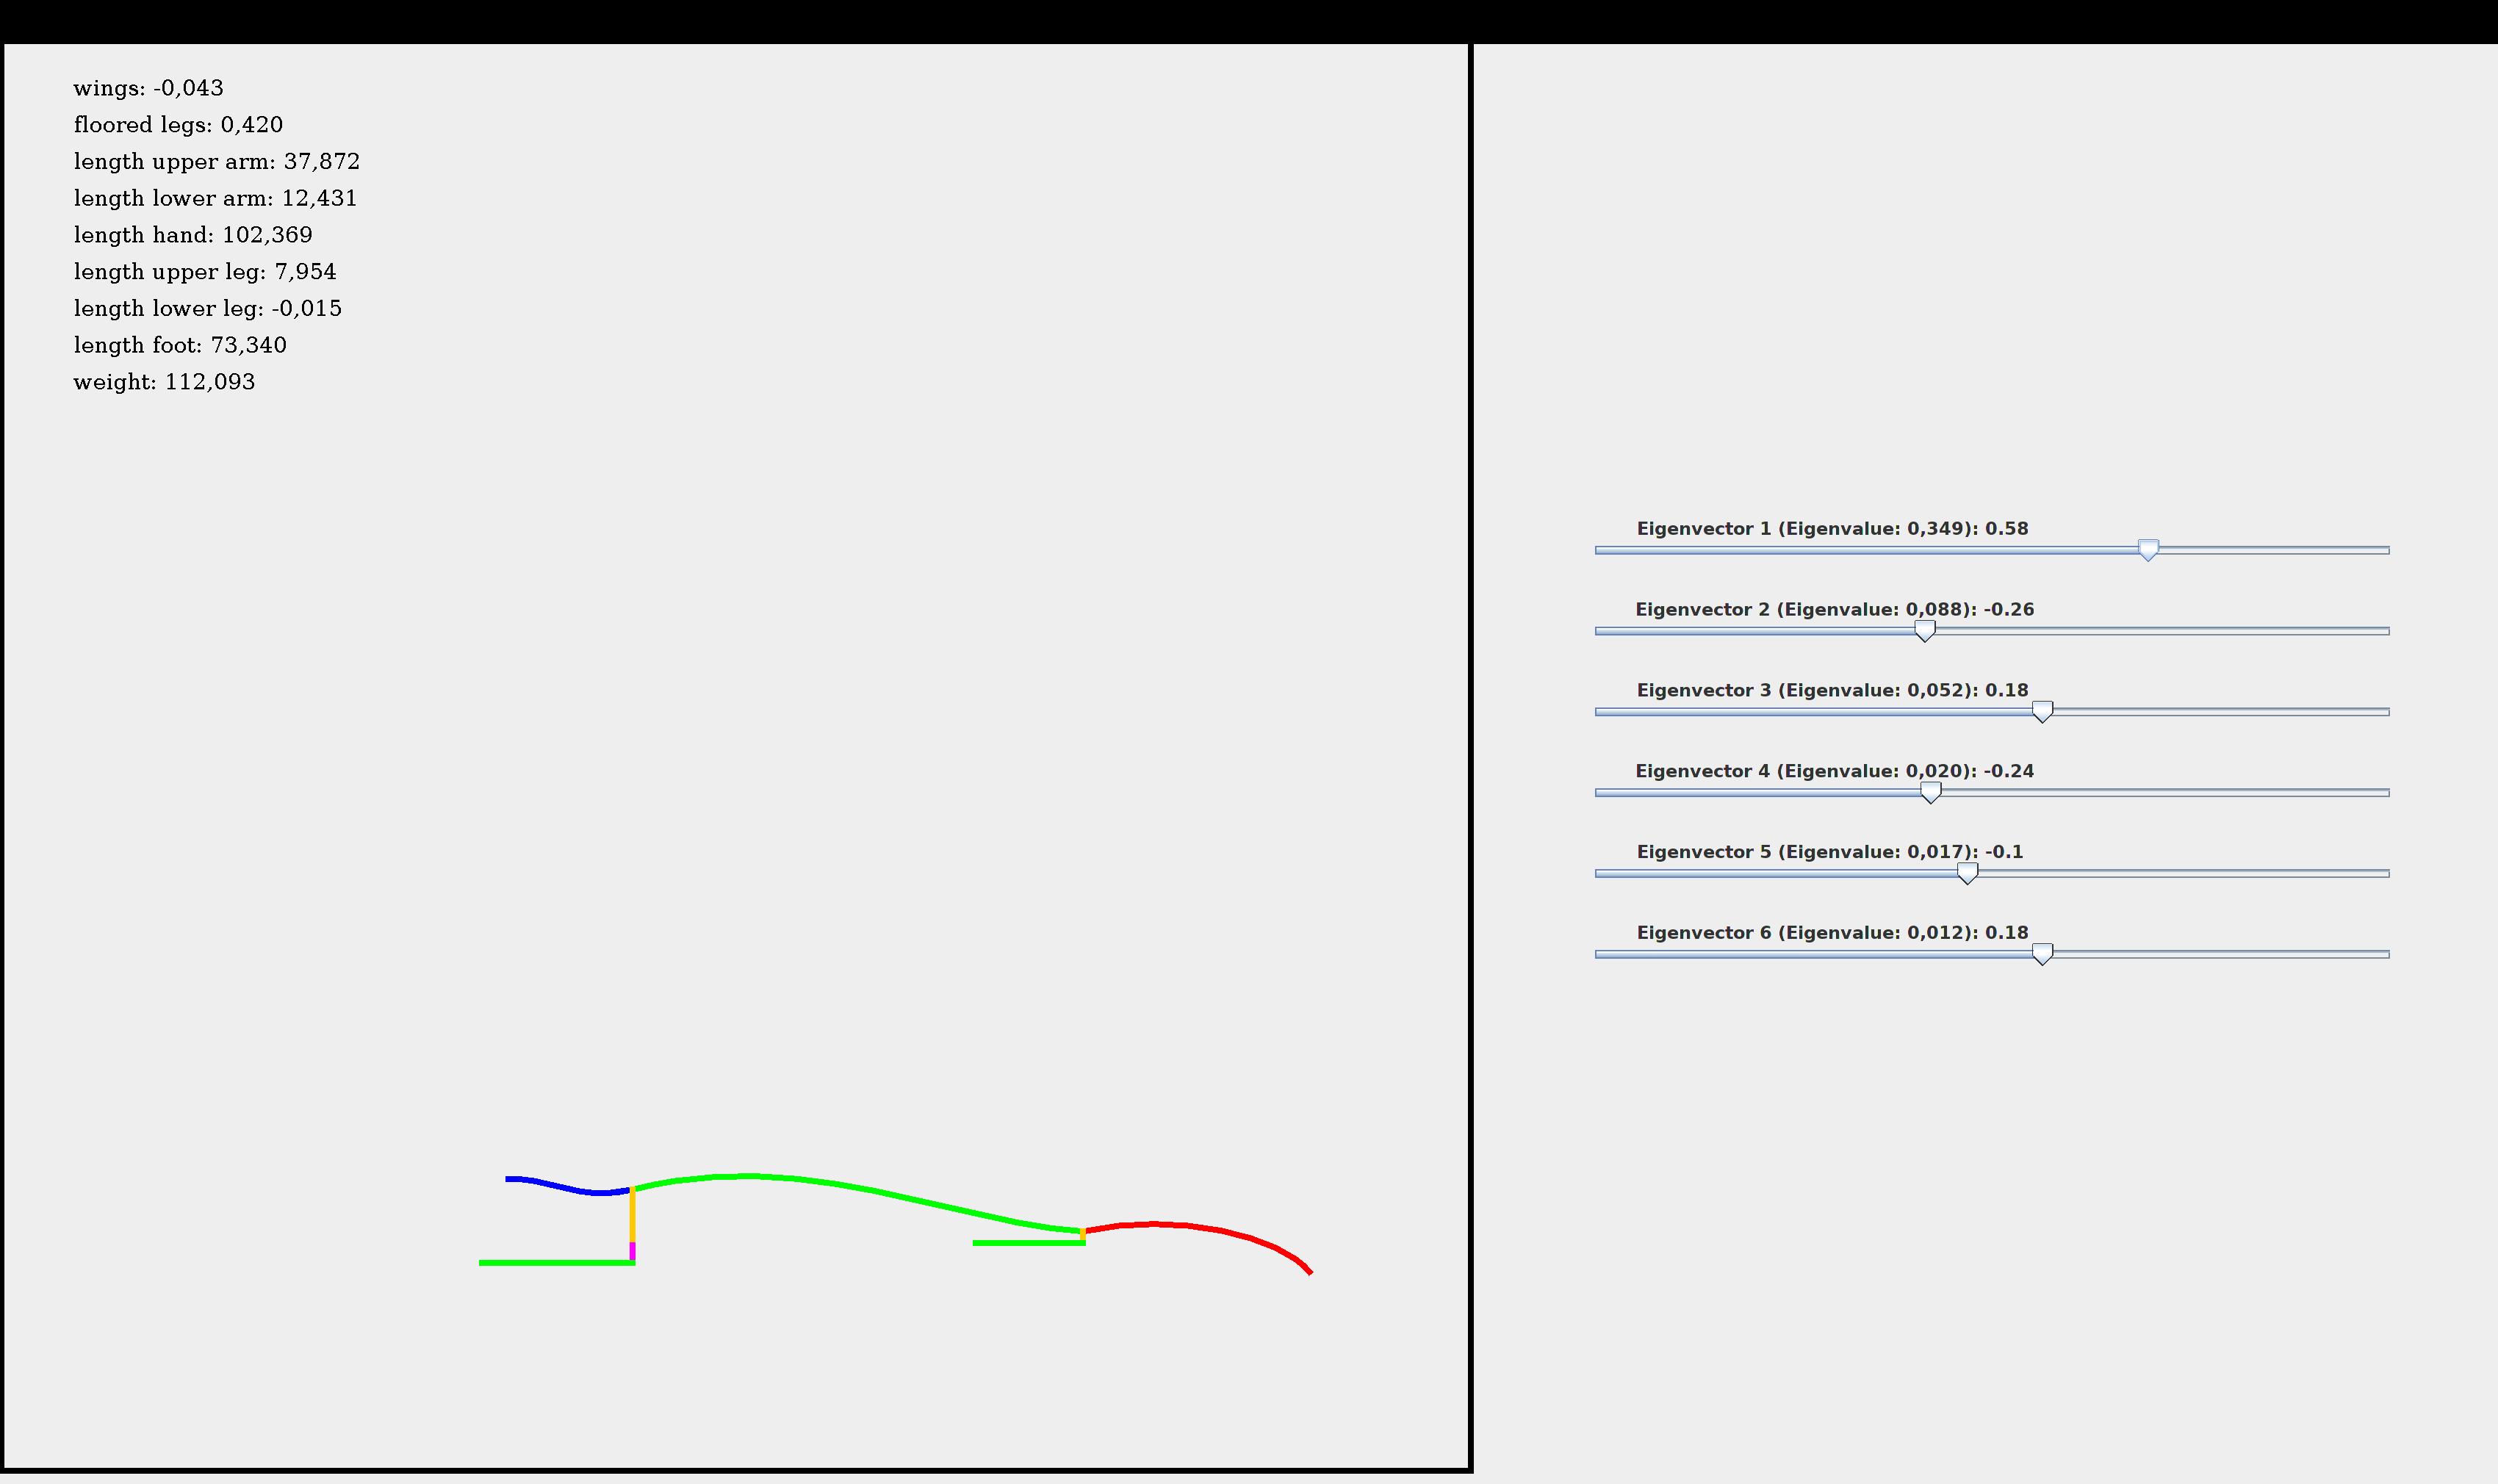 wings: -0,043
floored legs: 0,420
length upper arm: 37,872
length lower arm: 12,431
length hand: 102,369
length upper leg: 7,954
length lower leg: -0,015
length foot: 73,340
weight: 112,093
Eigenvector 1 (Eigenvalue: 0,349): 0.58
Eigenvector 2 (Eigenvalue: 0,088): -0.26
Eigenvector 3 (Eigenvalue: 0,052): 0.18
Eigenvector 4 (Eigenvalue: 0,020): -0.24
Eigenvector 5 (Eigenvalue: 0,017): -0.1
Eigenvector 6 (Eigenvalue: 0,012): 0.18